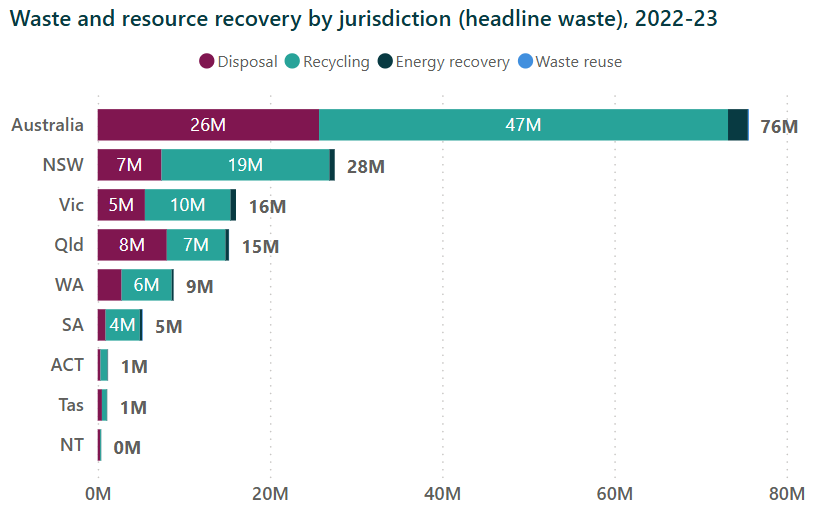 Waste and resource recovery by jurisdiction (headline waste), 2022-23
Disposal Recycling Energy recovery Waste reuse
Australia 26M 47M 76M
NSW 7M 19M 28M
Vic 5M 10M 16M
Qld 8M 7M 15M
WA 6M 9M
SA 4M 5M
ACT 1M
Tas 1M
NT 0M
0M 20M 40M 60M 80M